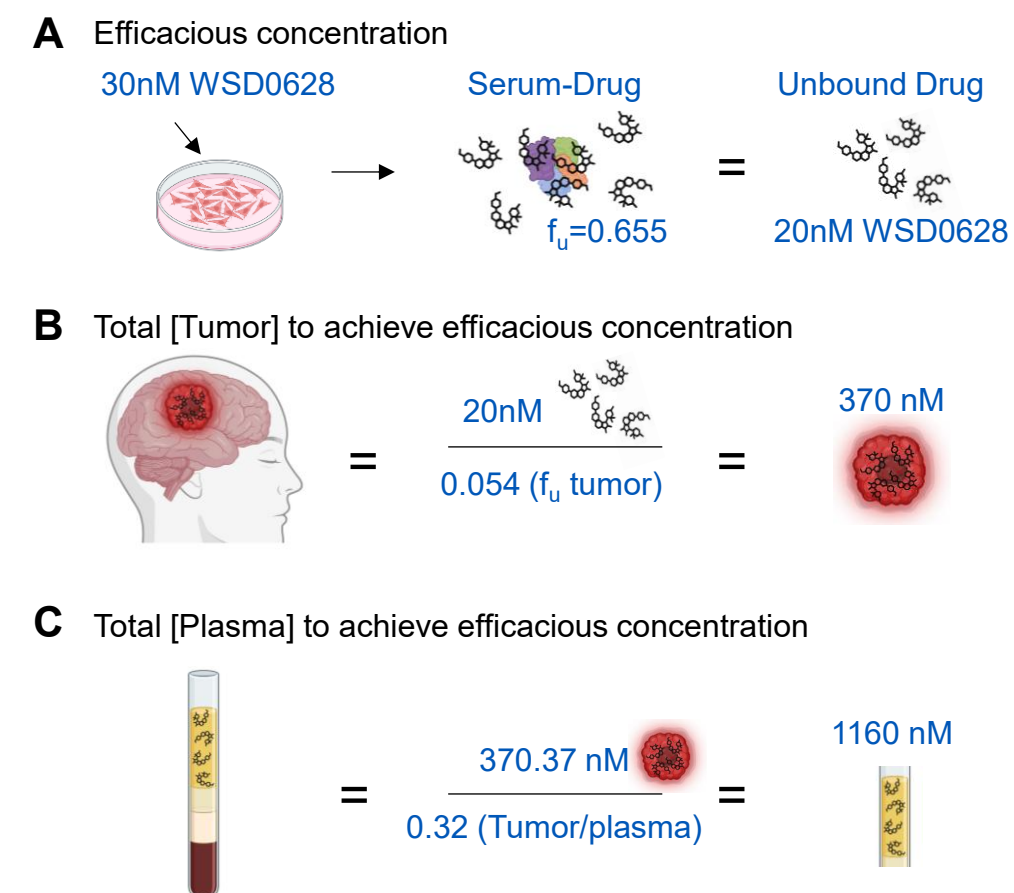 A Efficacious concentration
30nM WSD0628
Serum-Drug
Unbound Drug
=
fu=0.655
20nM WSD0628
B Total [Tumor] to achieve efficacious concentration
=
20nM
0.054 (fu tumor)
=
370 nM
C Total [Plasma] to achieve efficacious concentration
=
370.37 nM
0.32 (Tumor/plasma)
=
1160 nM